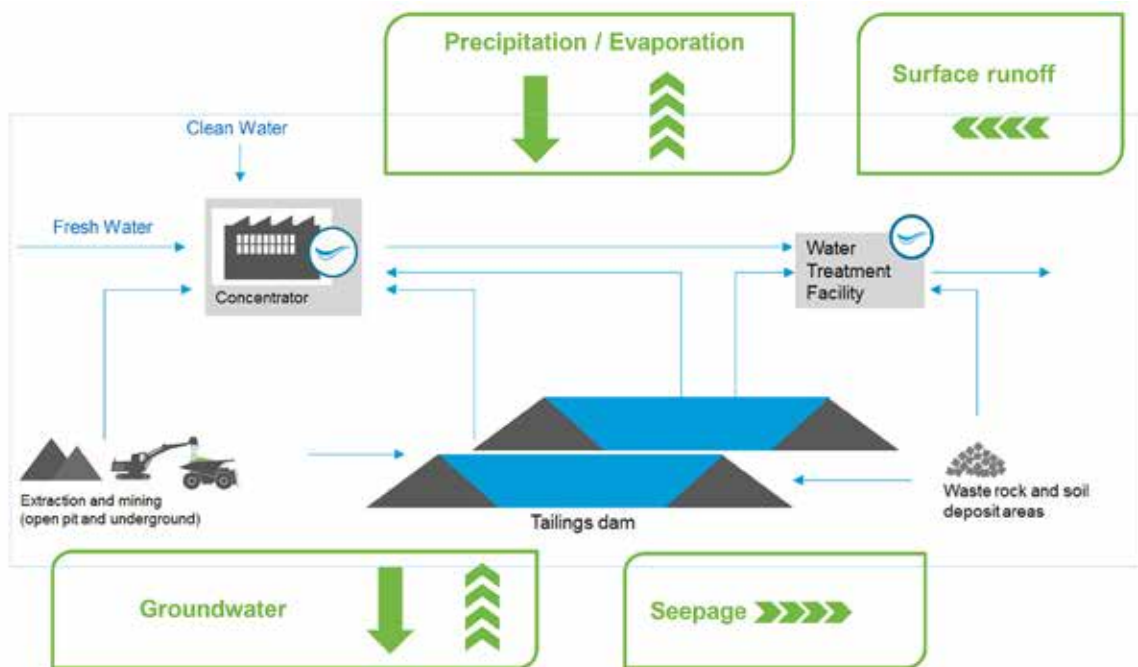 Precipitation / Evaporation
Surface runoff
Clean Water
Fresh Water
Water
Treatment
Facility
Concentrator
Extraction and mining
(open pit and underground)
Waste rock and soil
deposit areas
Tailings dam
Groundwater
Seepage